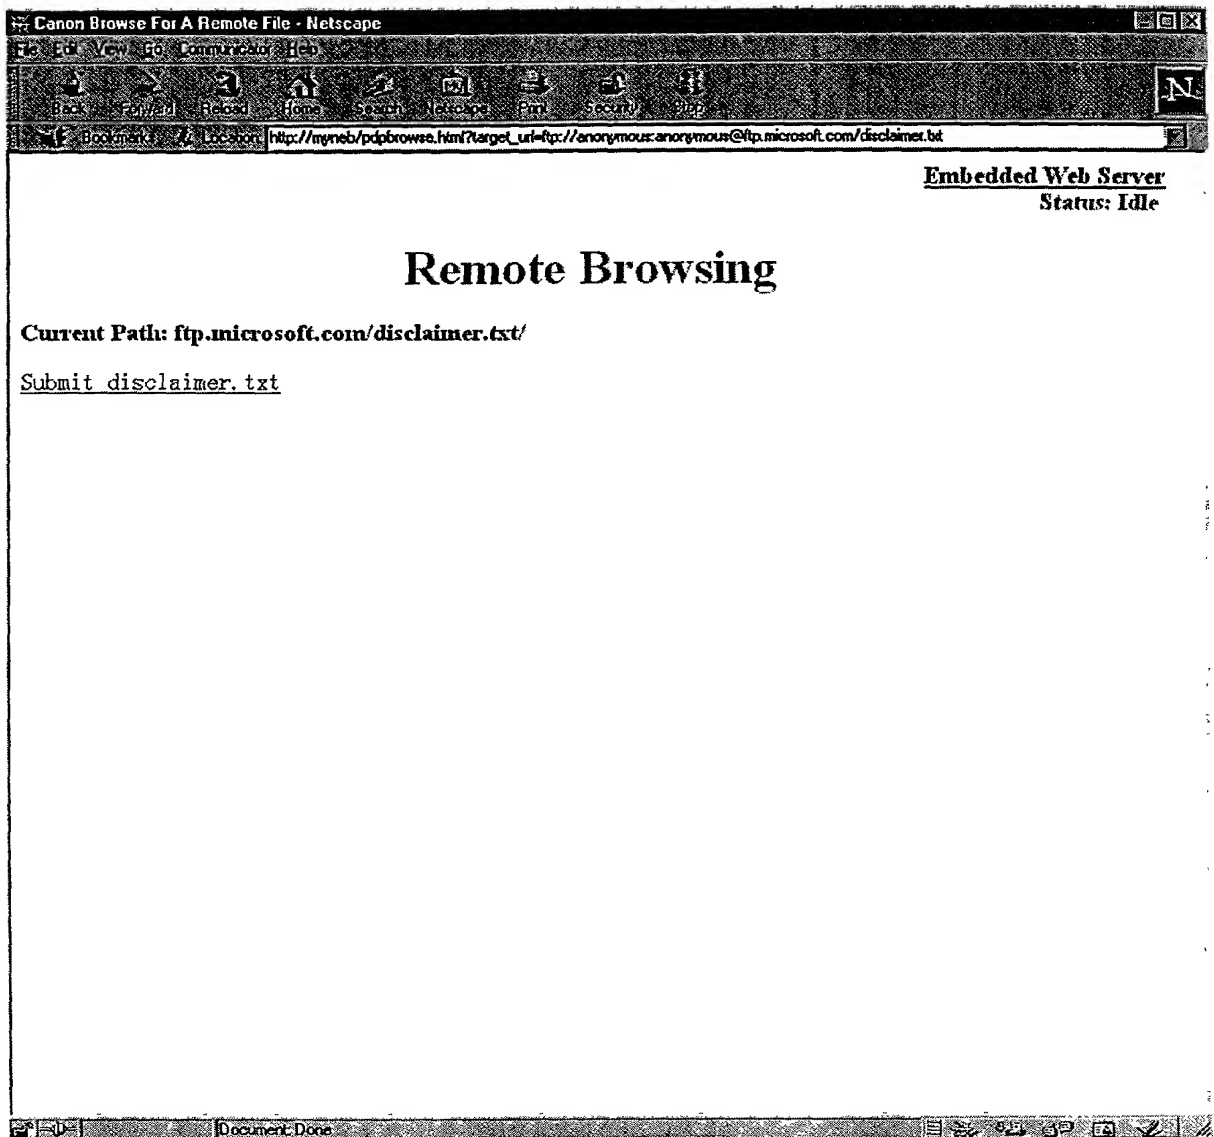 Canon Browse For A Remote File - Netscape
File Edit View Go Communicator Help
Back Forward Reload Home Search Netscape Print Security Stop
N
Bookmarks Location: http://myneb/pdpbrowse.html?target_url=ftp://anonymous:anonymous@ftp.microsoft.com/disclaimer.txt
Embedded Web Server
Status: Idle
Remote Browsing
Current Path: ftp.microsoft.com/disclaimer.txt/
Submit disclaimer.txt
Document: Done